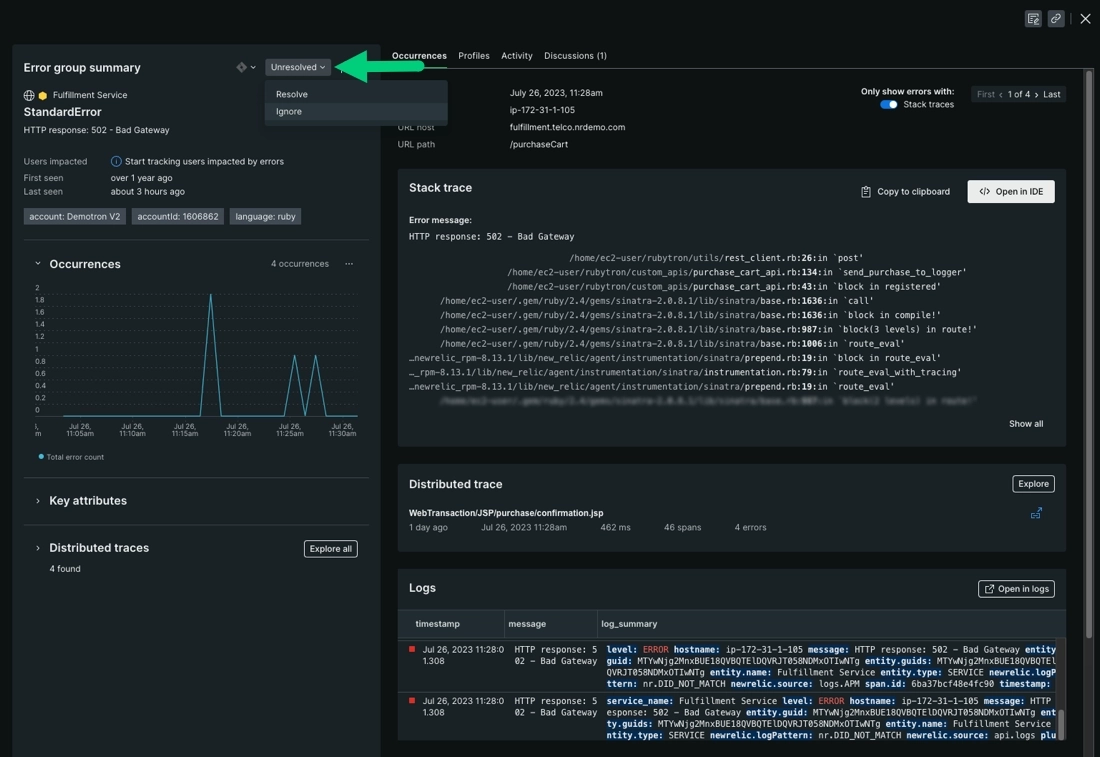 Error group summary
Unresolved
Resolve
Ignore
Fulfillment Service
StandardError
HTTP response: 502 - Bad Gateway
Users impacted Start tracking users impacted by errors
First seen over 1 year ago
Last seen about 3 hours ago
account: Demotron V2 accountId: 1606862 language: ruby
Occurrences 4 occurrences ...
2
1.8
1.6
1.4
1.2
1
0.8
0.6
0.4
0.2
0
Jul 26, 11:05am
Jul 26, 11:10am
Jul 26, 11:15am
Jul 26, 11:20am
Jul 26, 11:25am
Jul 26, 11:30am
Total error count
Key attributes
Distributed traces Explore all
4 found
Occurrences Profiles Activity Discussions (1)
July 26, 2023, 11:28am
ip-172-31-1-105
URL host fulfillment.telco.nrdemo.com
URL path /purchaseCart
Only show errors with:
Stack traces
First ‹ 1 of 4 › Last
Stack trace
Copy to clipboard
</> Open in IDE
Error message:
HTTP response: 502 - Bad Gateway
/home/ec2-user/rubytron/utils/rest_client.rb:26:in `post'
/home/ec2-user/rubytron/custom_apis/purchase_cart_api.rb:134:in `send_purchase_to_logger'
/home/ec2-user/rubytron/custom_apis/purchase_cart_api.rb:43:in `block in registered'
/home/ec2-user/.gem/ruby/2.4/gems/sinatra-2.0.8.1/lib/sinatra/base.rb:1636:in `call'
/home/ec2-user/.gem/ruby/2.4/gems/sinatra-2.0.8.1/lib/sinatra/base.rb:1636:in `block in compile!'
/home/ec2-user/.gem/ruby/2.4/gems/sinatra-2.0.8.1/lib/sinatra/base.rb:987:in `block(3 levels) in route!'
/home/ec2-user/.gem/ruby/2.4/gems/sinatra-2.0.8.1/lib/sinatra/base.rb:1006:in `route_eval'
…newrelic_rpm-8.13.1/lib/new_relic/agent/instrumentation/sinatra/prepend.rb:19:in `block in route_eval'
…_rpm-8.13.1/lib/new_relic/agent/instrumentation/sinatra/instrumentation.rb:79:in `route_eval_with_tracing'
…newrelic_rpm-8.13.1/lib/new_relic/agent/instrumentation/sinatra/prepend.rb:19:in `route_eval'
Show all
Distributed trace Explore
WebTransaction/JSP/purchase/confirmation.jsp
1 day ago Jul 26, 2023 11:28am 462 ms 46 spans 4 errors
Logs Open in logs
timestamp message log_summary
Jul 26, 2023 11:28:0 HTTP response: 5 level: ERROR hostname: ip-172-31-1-105 message: HTTP response: 502 - Bad Gateway entity
1.308 02 - Bad Gateway guid: entity.guids:
entity.name: Fulfillment Service entity.type: SERVICE newrelic.logP
ttern: nr.DID_NOT_MATCH newrelic.source: logs.APM span.id: 6ba37bcf48e4fc90 timestamp:
Jul 26, 2023 11:28:0 HTTP response: 5 service_name: Fulfillment Service level: ERROR hostname: ip-172-31-1-105 message: HTTP
1.308 02 - Bad Gateway esponse: 502 - Bad Gateway entity.guid: ent
ty.guids: entity.name: Fulfillment Service
ntity.type: SERVICE newrelic.logPattern: nr.DID_NOT_MATCH newrelic.source: api.logs plu